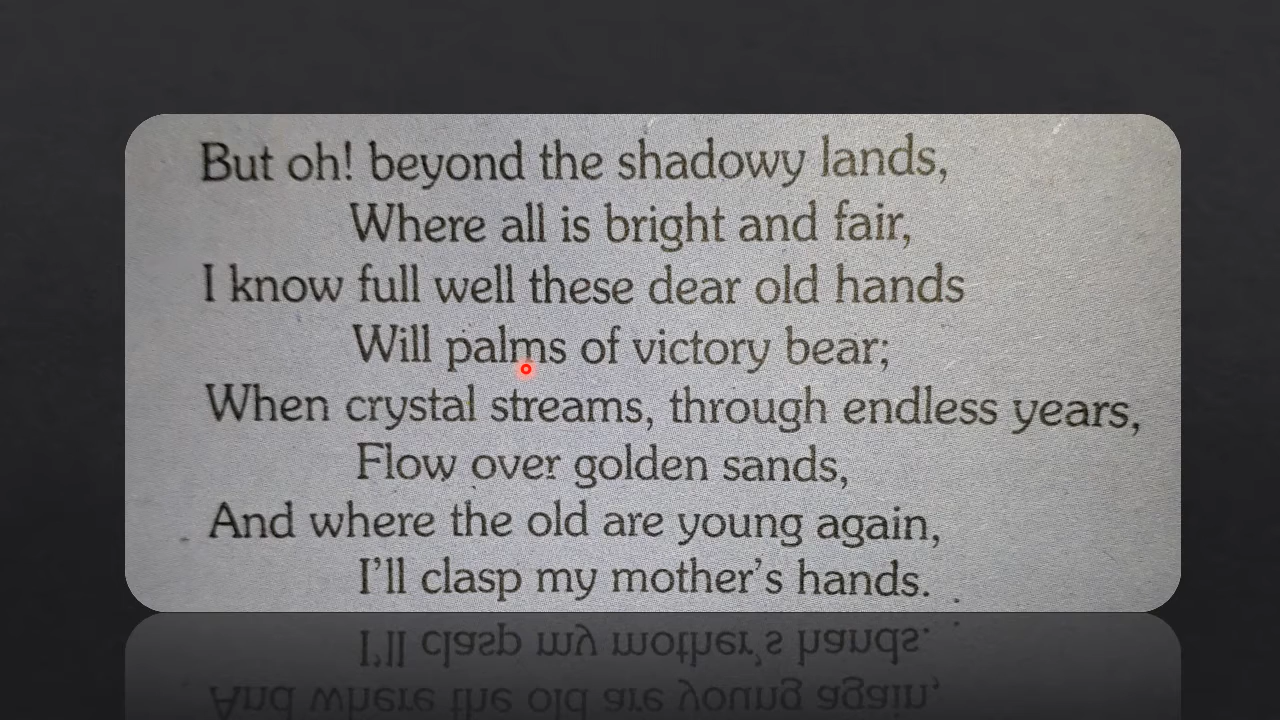 But oh! beyond the shadowy lands,
Where all is bright and fair,
I know full well these dear old hands
Will palms of victory bear;
When crystal streams, through endless years,
Flow over golden sands,
And where the old are young again,
I'll clasp my mother's hands.